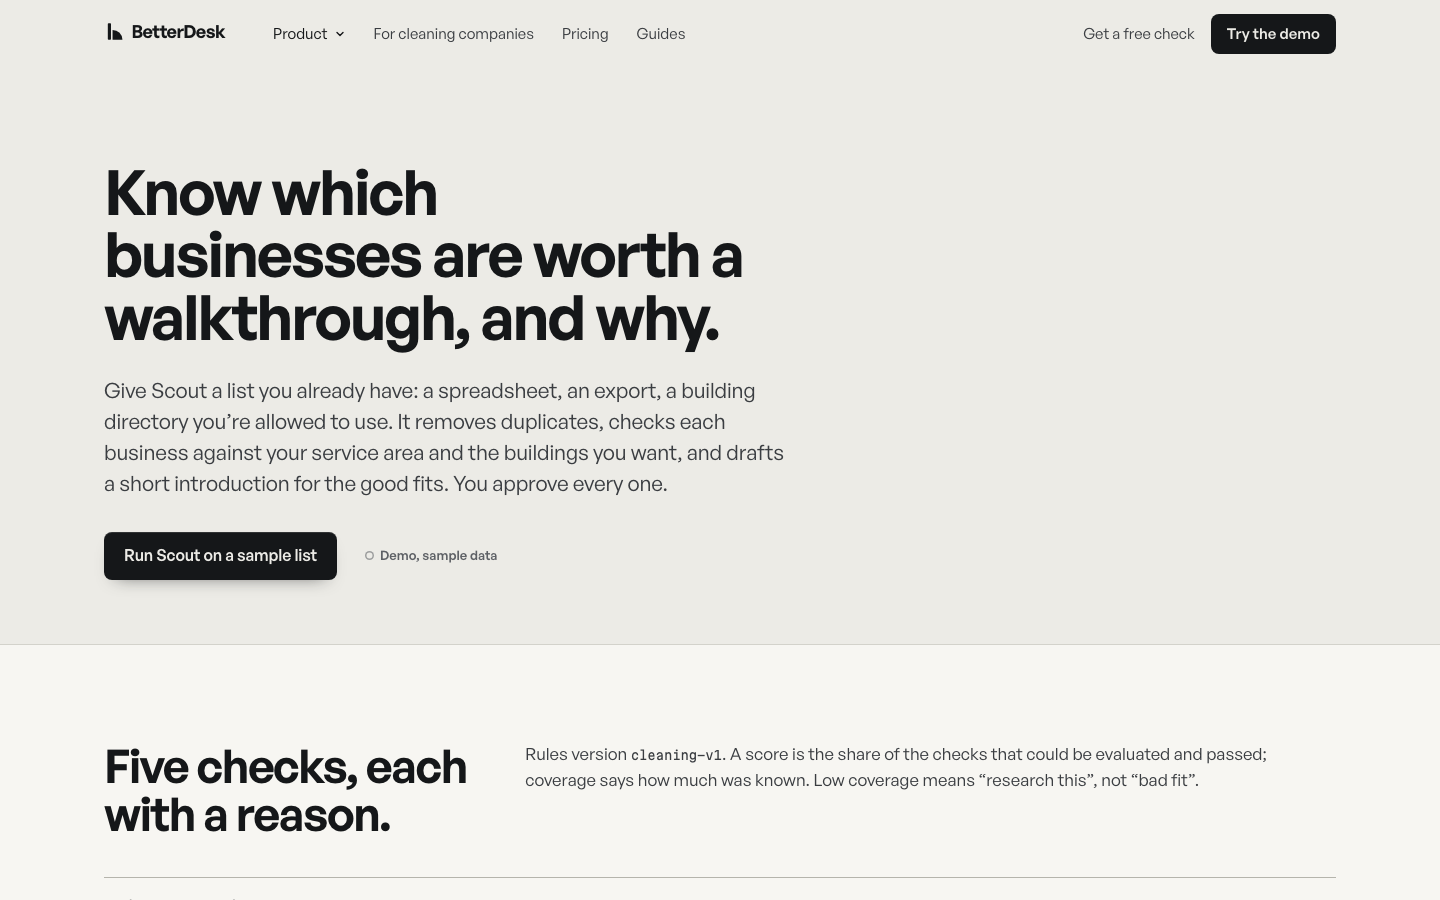 BetterDesk
Product
For cleaning companies
Pricing
Guides
Get a free check
Try the demo
Know which
businesses are worth a
walkthrough, and why.
Give Scout a list you already have: a spreadsheet, an export, a building
directory you’re allowed to use. It removes duplicates, checks each
business against your service area and the buildings you want, and drafts
a short introduction for the good fits. You approve every one.
Run Scout on a sample list
Demo, sample data
Five checks, each
with a reason.
Rules version cleaning-v1. A score is the share of the checks that could be evaluated and passed;
coverage says how much was known. Low coverage means “research this”, not “bad fit”.